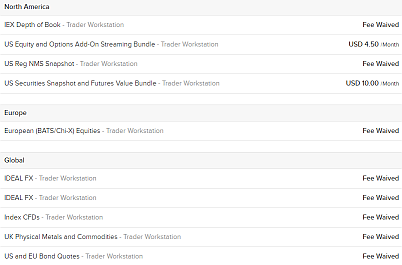 North America
IEX Depth of Book - Trader Workstation Fee Waived
US Equity and Options Add-On Streaming Bundle - Trader Workstation USD 4.50 /Month
US Reg NMS Snapshot - Trader Workstation Fee Waived
US Securities Snapshot and Futures Value Bundle - Trader Workstation USD 10.00 /Month
Europe
European (BATS/Chi-X) Equities - Trader Workstation Fee Waived
Global
IDEAL FX - Trader Workstation Fee Waived
IDEAL FX - Trader Workstation Fee Waived
Index CFDs - Trader Workstation Fee Waived
UK Physical Metals and Commodities - Trader Workstation Fee Waived
US and EU Bond Quotes - Trader Workstation Fee Waived